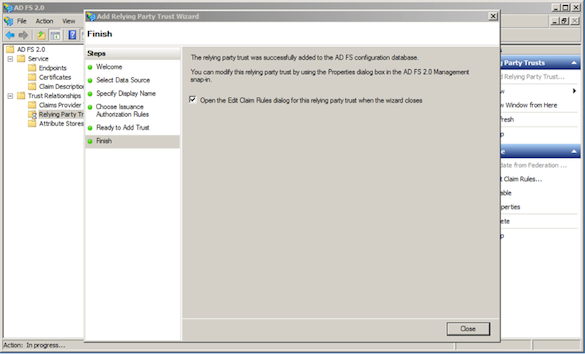 AD FS 2.0
File Action View
AD FS 2.0
Service
Endpoints
Certificates
Claim Descriptio
Trust Relationships
Claims Provider
Relying Party Tr
Attribute Stores
Action: In progress...
Add Relying Party Trust Wizard
Finish
Steps
Welcome
Select Data Source
Specify Display Name
Choose Issuance
Authorization Rules
Ready to Add Trust
Finish
The relying party trust was successfully added to the AD FS configuration database.
You can modify this relying party trust by using the Properties dialog box in the AD FS 2.0 Management
snap-in.
Open the Edit Claim Rules dialog for this relying party trust when the wizard closes
Close
Party Trusts
Relying Party Trust...
Window from Here
fresh
date from Federation ...
t Claim Rules...
able
perties
ete